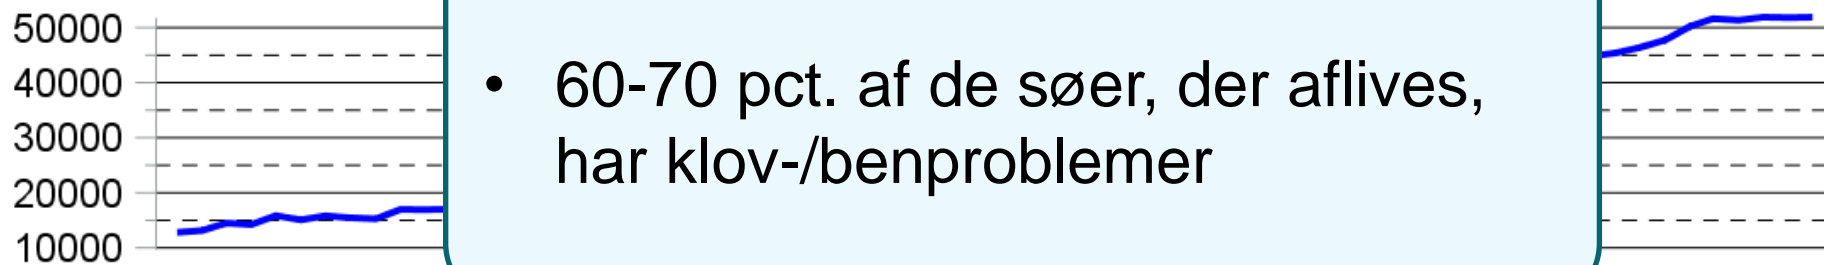 50000
40000
30000
20000
10000
• 60-70 pct. af de søer, der aflives,
har klov-/benproblemer